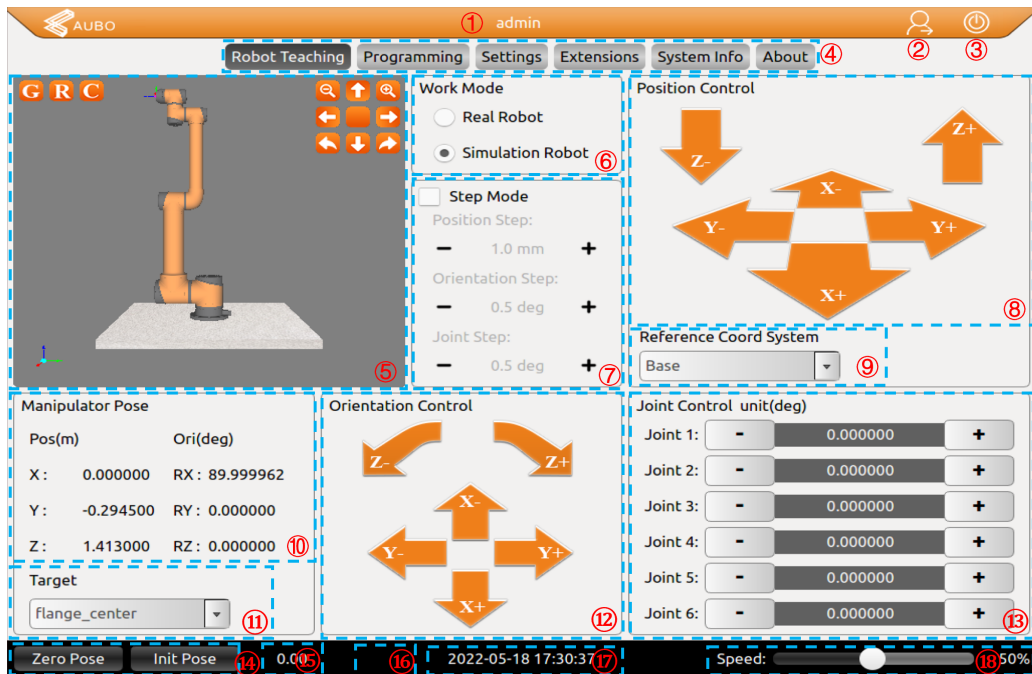 AUBO ① admin ② ③
Robot Teaching Programming Settings Extensions System Info About ④
G R C ⑤
Work Mode
Real Robot
Simulation Robot ⑥
Step Mode
Position Step:
- 1.0 mm +
Orientation Step:
- 0.5 deg +
Joint Step:
- 0.5 deg + ⑦
Position Control
Z- Z+
X-
Y- Y+
X+
⑧
Reference Coord System
Base ⑨
Manipulator Pose
Pos(m) Ori(deg)
X : 0.000000 RX : 89.999962
Y : -0.294500 RY : 0.000000
Z : 1.413000 RZ : 0.000000 ⑩
Target
flange_center ⑪
Orientation Control
Z- Z+
X-
Y- Y+
X+ ⑫
Joint Control unit(deg)
Joint 1: - 0.000000 +
Joint 2: - 0.000000 +
Joint 3: - 0.000000 +
Joint 4: - 0.000000 +
Joint 5: - 0.000000 +
Joint 6: - 0.000000 + ⑬
Zero Pose Init Pose ⑭ 0.00 ⑮ ⑯ 2022-05-18 17:30:37 ⑰ Speed: ⑱ 50%